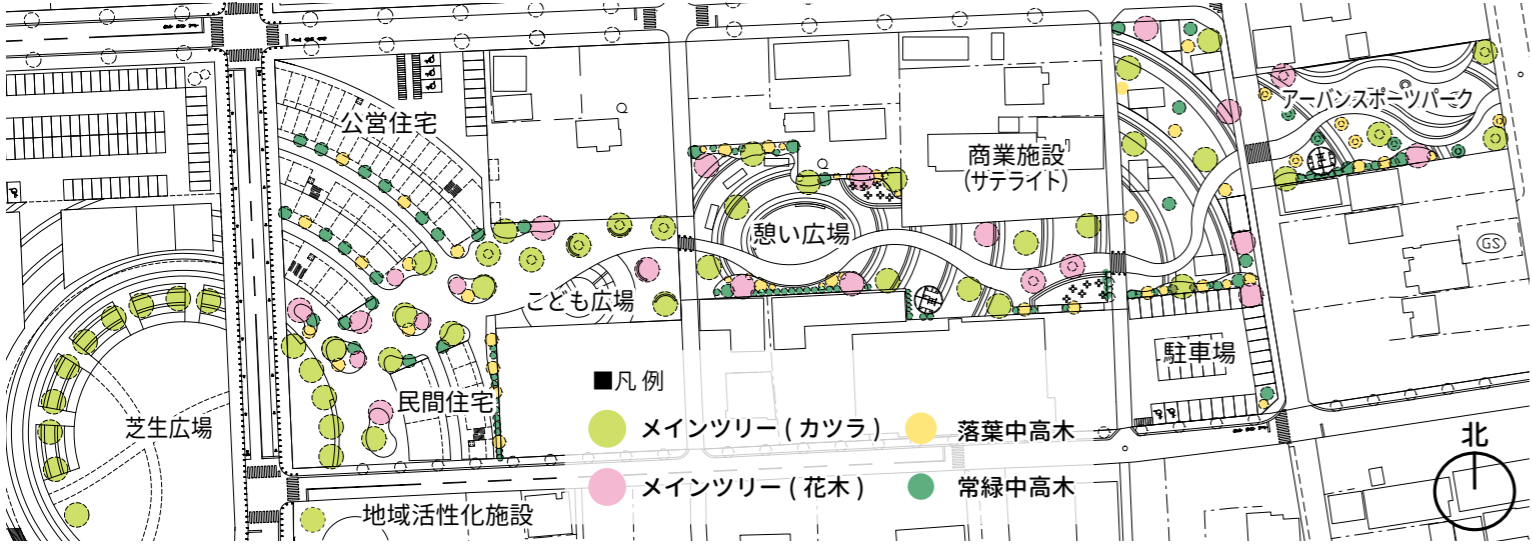 公営住宅
アーバンスポーツパーク
商業施設
(サテライト)
憩い広場
GS
こども広場
駐車場
■凡例
民間住宅
芝生広場
メインツリー ( カツラ )
落葉中高木
北
メインツリー ( 花木 )
常緑中高木
地域活性化施設